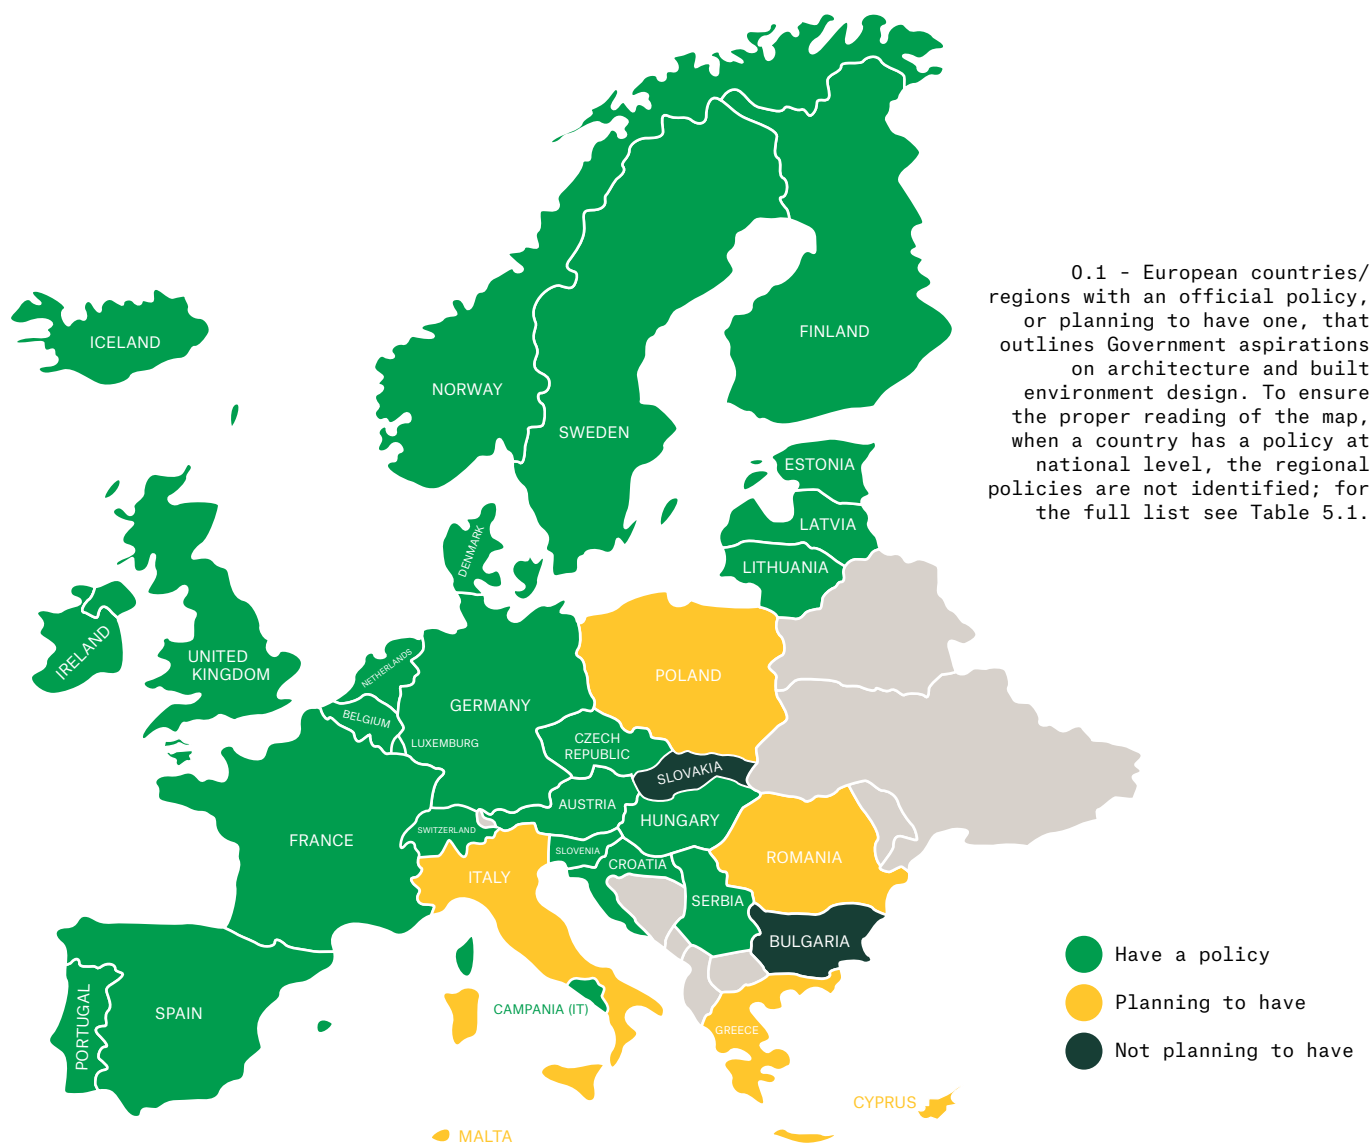 ICELAND
NORWAY
SWEDEN
FINLAND
O.1 - European countries/
regions with an official policy,
or planning to have one, that
outlines Government aspirations
on architecture and built
environment design. To ensure
the proper reading of the map,
when a country has a policy at
national level, the regional
policies are not identified; for
the full list see Table 5.1.
ESTONIA
LATVIA
LITHUANIA
DENMARK
IRELAND
UNITED
KINGDOM
NETHERLANDS
BELGIUM
LUXEMBURG
GERMANY
POLAND
CZECH
REPUBLIC
SLOVAKIA
AUSTRIA
HUNGARY
FRANCE
SWITZERLAND
SLOVENIA
CROATIA
ITALY
ROMANIA
SERBIA
BULGARIA
PORTUGAL
SPAIN
CAMPANIA (IT)
GREECE
CYPRUS
MALTA
Have a policy
Planning to have
Not planning to have